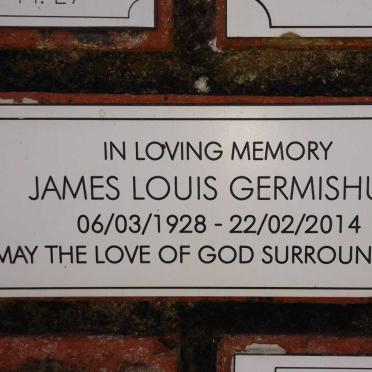 IN LOVING MEMORY
JAMES LOUIS GERMISHU
06/03/1928 - 22/02/2014
MAY THE LOVE OF GOD SURROUN